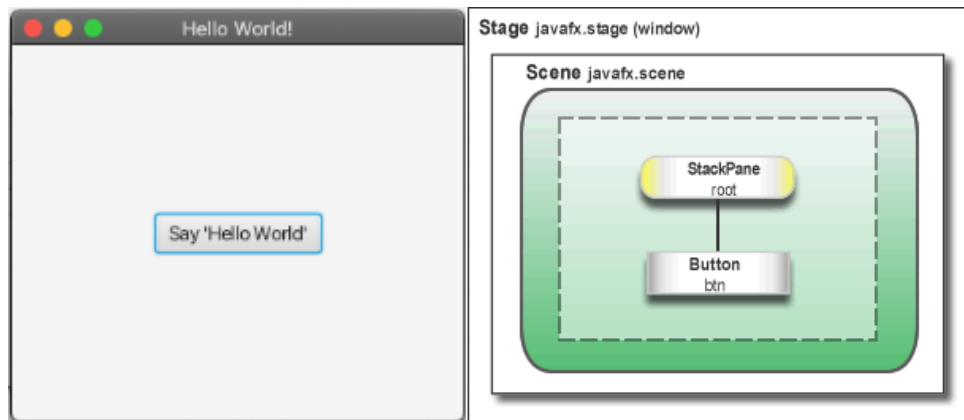 Hello World!
Say 'Hello World'
Stage javafx.stage (window)
Scene javafx.scene
StackPane
root
Button
btn